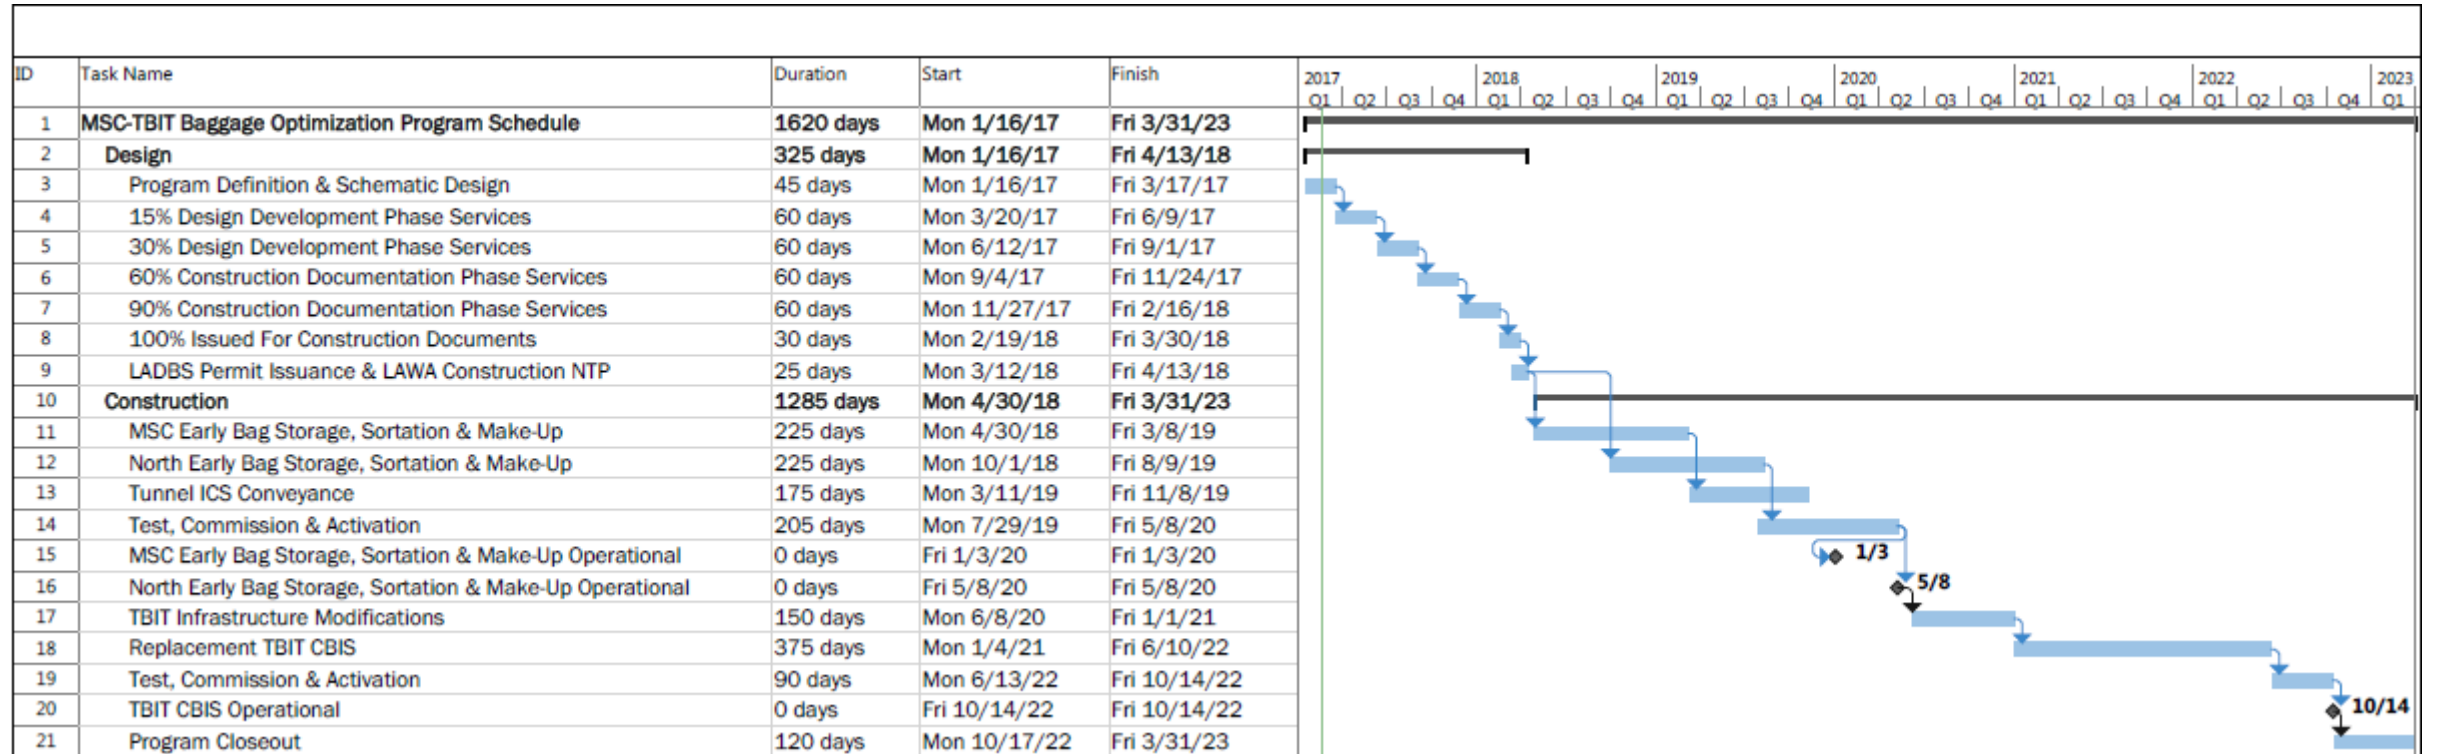 ID Task Name Duration Start Finish 2017 2018 2019 2020 2021 2022 2023
Q1 Q2 Q3 Q4 Q1 Q2 Q3 Q4 Q1 Q2 Q3 Q4 Q1 Q2 Q3 Q4 Q1 Q2 Q3 Q4 Q1 Q2 Q3 Q4 Q1
1 MSC-TBIT Baggage Optimization Program Schedule 1620 days Mon 1/16/17 Fri 3/31/23
2 Design 325 days Mon 1/16/17 Fri 4/13/18
3 Program Definition & Schematic Design 45 days Mon 1/16/17 Fri 3/17/17
4 15% Design Development Phase Services 60 days Mon 3/20/17 Fri 6/9/17
5 30% Design Development Phase Services 60 days Mon 6/12/17 Fri 9/1/17
6 60% Construction Documentation Phase Services 60 days Mon 9/4/17 Fri 11/24/17
7 90% Construction Documentation Phase Services 60 days Mon 11/27/17 Fri 2/16/18
8 100% Issued For Construction Documents 30 days Mon 2/19/18 Fri 3/30/18
9 LADBS Permit Issuance & LAWA Construction NTP 25 days Mon 3/12/18 Fri 4/13/18
10 Construction 1285 days Mon 4/30/18 Fri 3/31/23
11 MSC Early Bag Storage, Sortation & Make-Up 225 days Mon 4/30/18 Fri 3/8/19
12 North Early Bag Storage, Sortation & Make-Up 225 days Mon 10/1/18 Fri 8/9/19
13 Tunnel ICS Conveyance 175 days Mon 3/11/19 Fri 11/8/19
14 Test, Commission & Activation 205 days Mon 7/29/19 Fri 5/8/20
15 MSC Early Bag Storage, Sortation & Make-Up Operational 0 days Fri 1/3/20 Fri 1/3/20 1/3
16 North Early Bag Storage, Sortation & Make-Up Operational 0 days Fri 5/8/20 Fri 5/8/20 5/8
17 TBIT Infrastructure Modifications 150 days Mon 6/8/20 Fri 1/1/21
18 Replacement TBIT CBIS 375 days Mon 1/4/21 Fri 6/10/22
19 Test, Commission & Activation 90 days Mon 6/13/22 Fri 10/14/22
20 TBIT CBIS Operational 0 days Fri 10/14/22 Fri 10/14/22 10/14
21 Program Closeout 120 days Mon 10/17/22 Fri 3/31/23